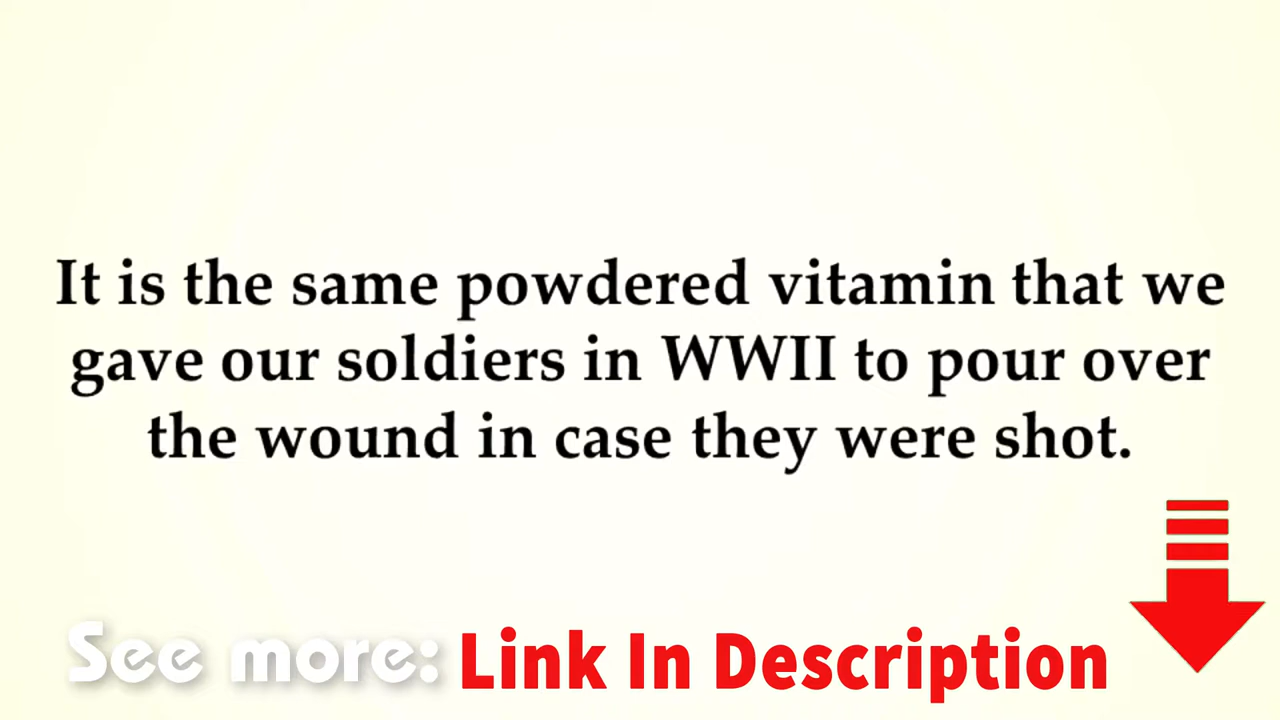 It is the same powdered vitamin that we
gave our soldiers in WWII to pour over
the wound in case they were shot.
See more: Link In Description